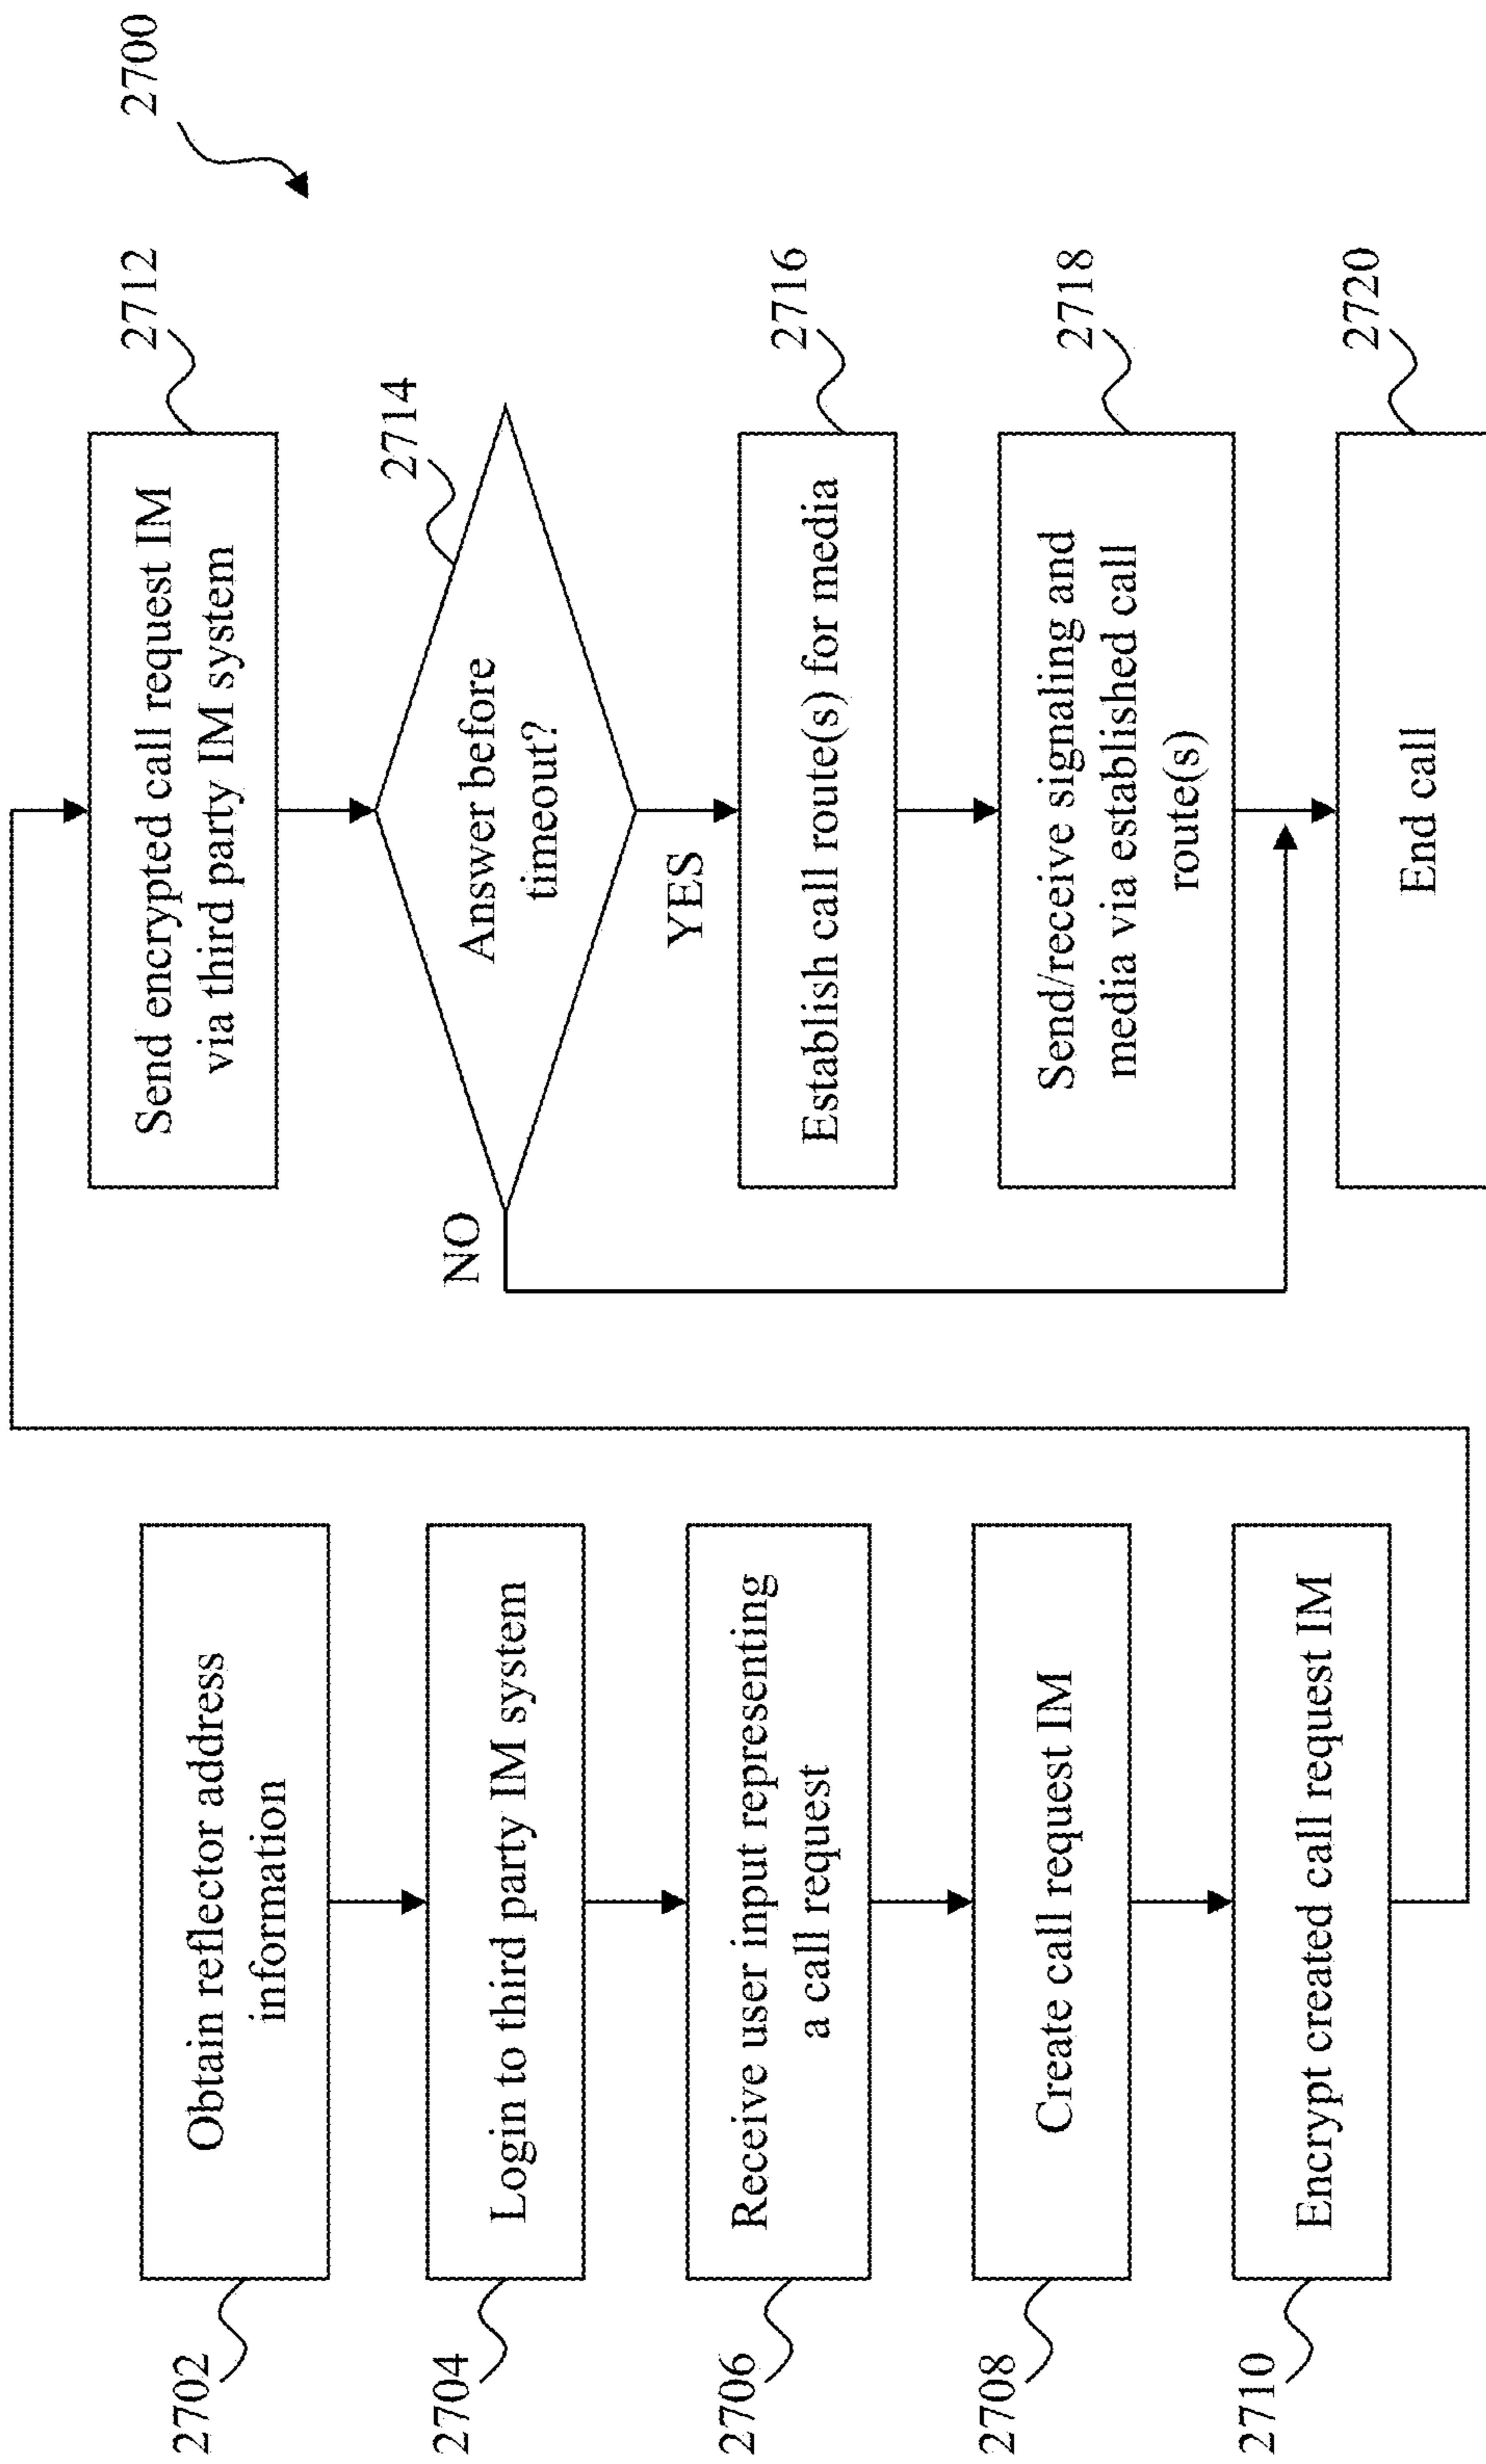 2700
2702
Obtain reflector address
information
2704
Login to third party IM system
2706
Receive user input representing
a call request
2708
Create call request IM
2710
Encrypt created call request IM
2712
Send encrypted call request IM
via third party IM system
2714
Answer before
timeout?
NO
YES
2716
Establish call route(s) for media
2718
Send/receive signaling and
media via established call
route(s)
2720
End call